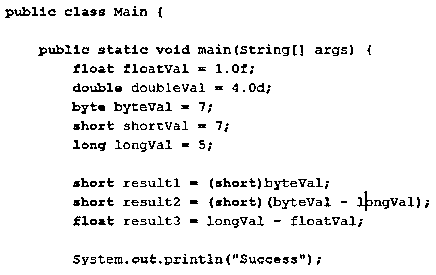 public class Main {
public static void main(String[] args) {
float floatVal = 1.0f;
double doubleVal = 4.0d;
byte byteVal = 7;
short shortVal = 7;
long longVal = 5;
short result1 = (short)byteVal;
short result2 = (short)(byteVal - longVal);
float result3 = longVal - floatVal;
System.out.println("Success");